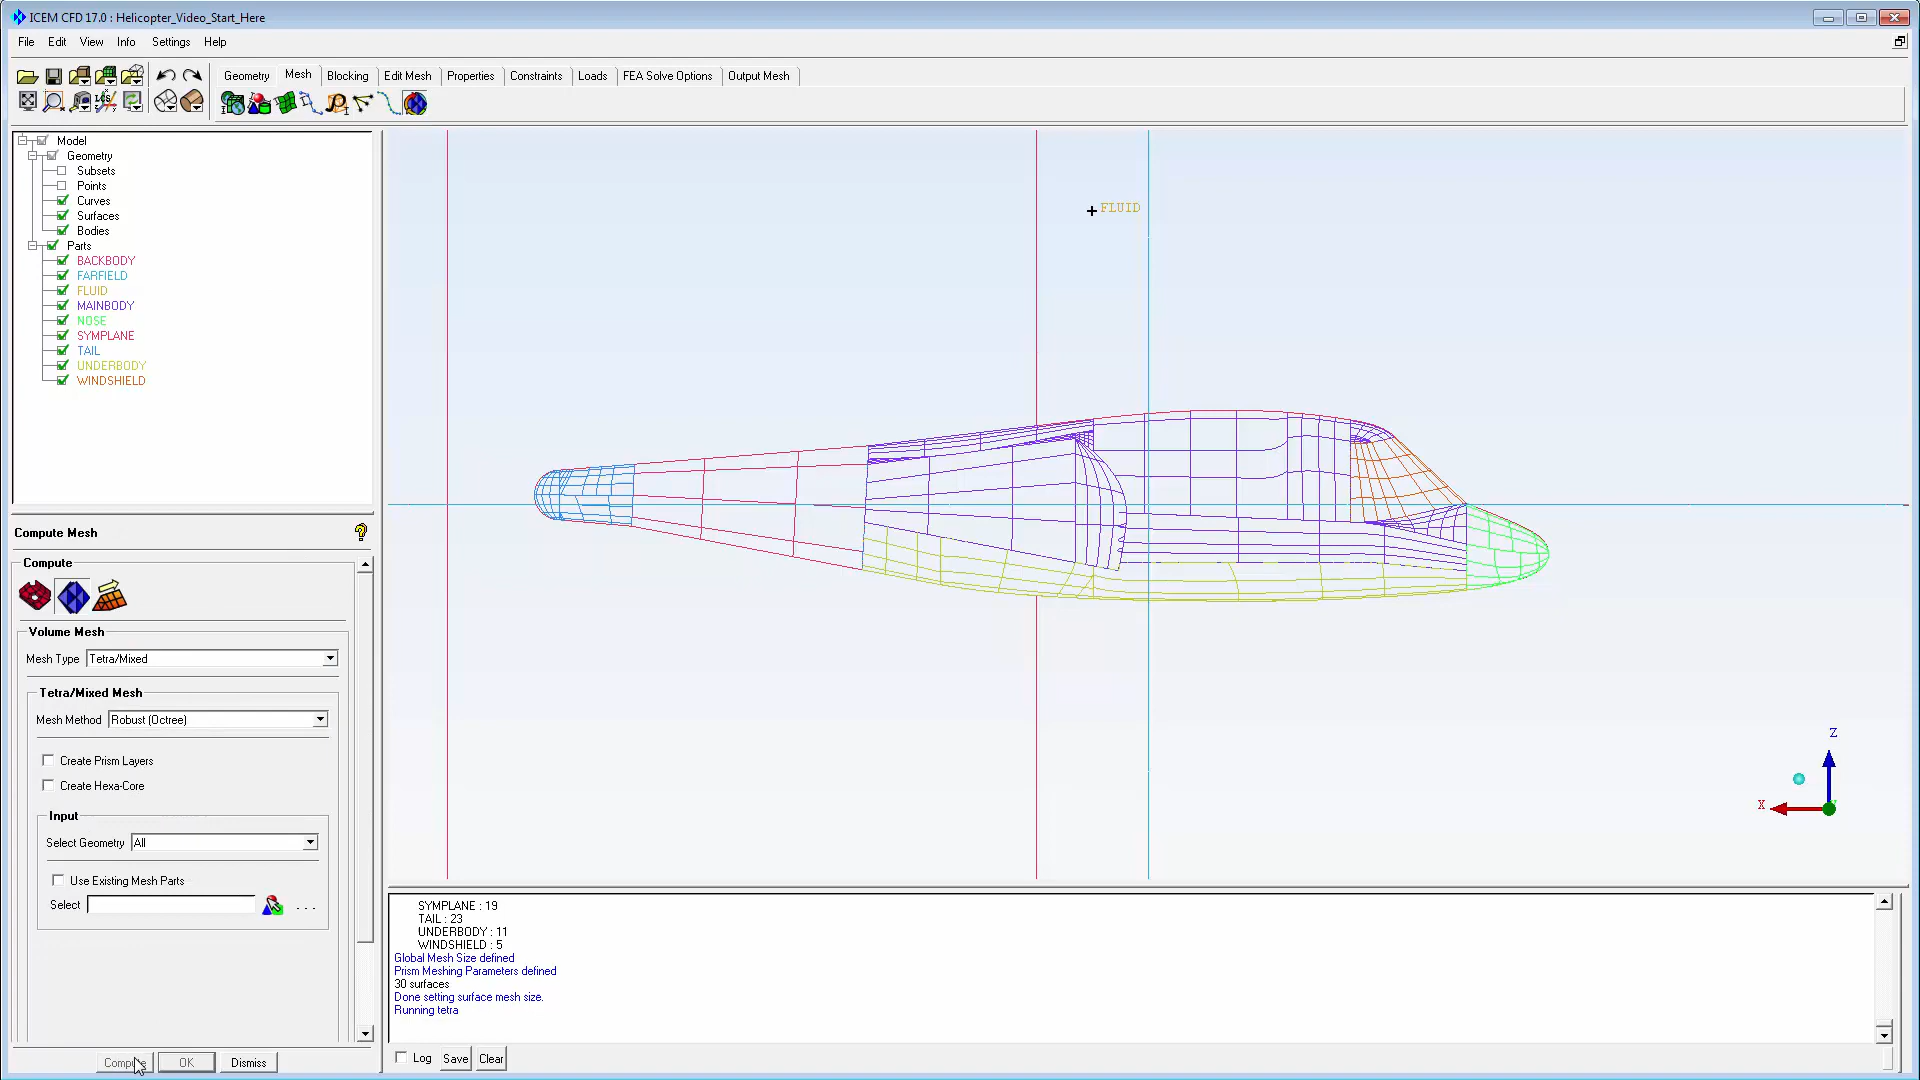 ICEM CFD 17.0 : Helicopter_Video_Start_Here
File Edit View Info Settings Help
Geometry Mesh Blocking Edit Mesh Properties Constraints Loads FEA Solve Options Output Mesh
Model
Geometry
Subsets
Points
Curves
Surfaces
Bodies
Parts
BACKBODY
FARFIELD
FLUID
MAINBODY
NOSE
SYMPLANE
TAIL
UNDERBODY
WINDSHIELD
FLUID
Z
X
Compute Mesh
Compute
Volume Mesh
Mesh Type Tetra/Mixed
Tetra/Mixed Mesh
Mesh Method Robust (Octree)
Create Prism Layers
Create Hexa-Core
Input
Select Geometry All
Use Existing Mesh Parts
Select ...
Compute OK Dismiss
SYMPLANE : 19
TAIL : 23
UNDERBODY : 11
WINDSHIELD : 5
Global Mesh Size defined
Prism Meshing Parameters defined
30 surfaces
Done setting surface mesh size.
Running tetra
Log Save Clear